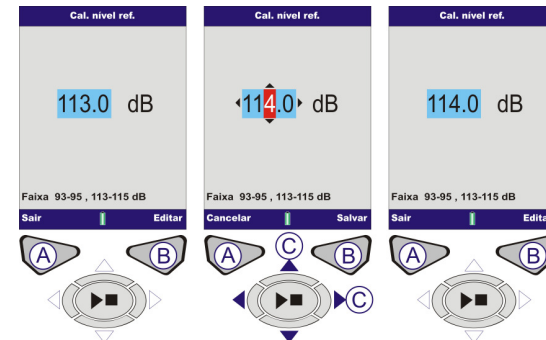 Cal. nível ref.
113.0 dB
Faixa 93-95 , 113-115 dB
Sair Editar
A B
Cal. nível ref.
114.0 dB
Faixa 93-95 , 113-115 dB
Cancelar Salvar
A C B
C
Cal. nível ref.
114.0 dB
Faixa 93-95 , 113-115 dB
Sair Edita
A B